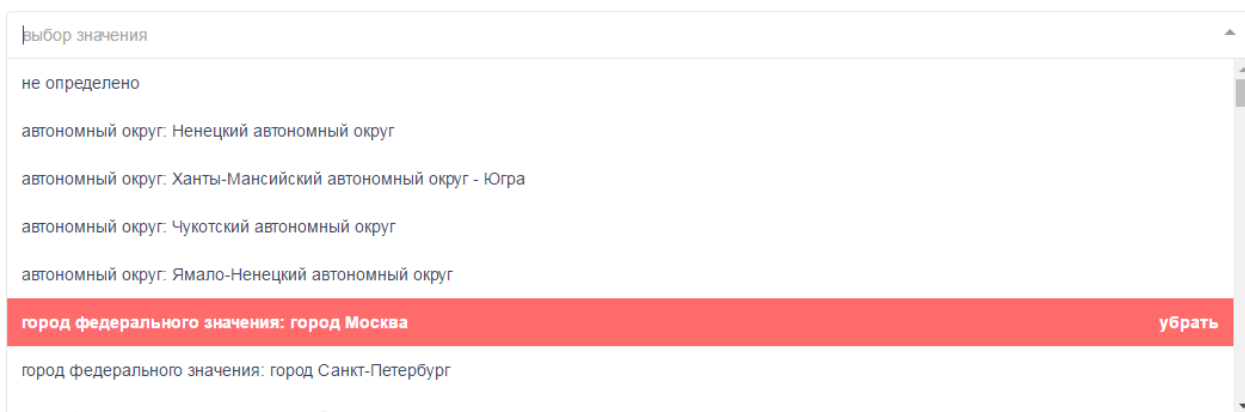 выбор значения
не определено
автономный округ: Ненецкий автономный округ
автономный округ: Ханты-Мансийский автономный округ - Югра
автономный округ: Чукотский автономный округ
автономный округ: Ямало-Ненецкий автономный округ
город федерального значения: город Москва убрать
город федерального значения: город Санкт-Петербург